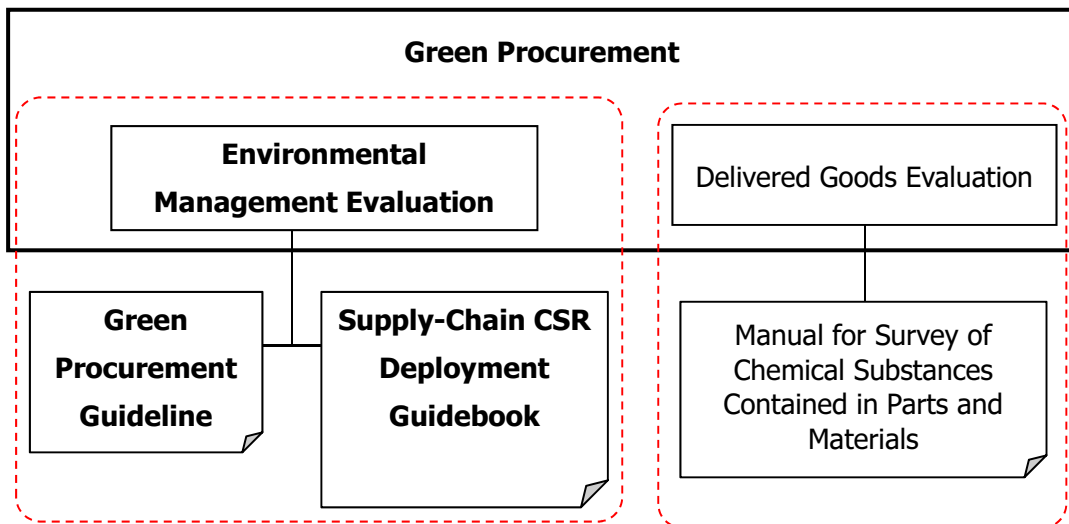 Green Procurement
Environmental
Management Evaluation
Delivered Goods Evaluation
Green
Procurement
Guideline
Supply-Chain CSR
Deployment
Guidebook
Manual for Survey of
Chemical Substances
Contained in Parts and
Materials